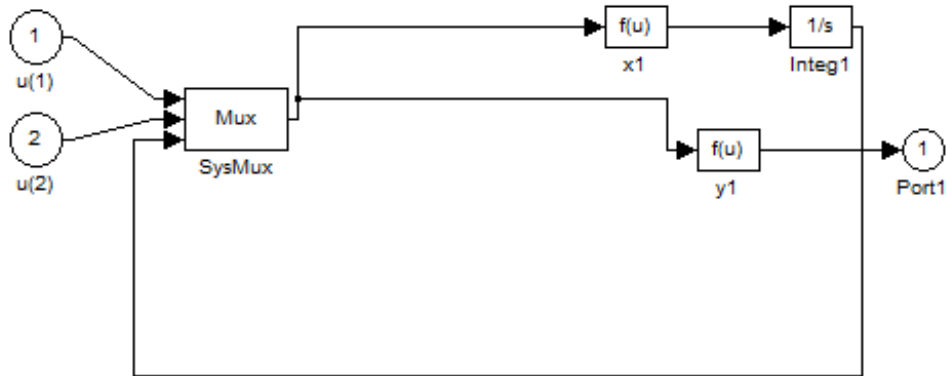 1
u(1)
2
u(2)
Mux
SysMux
f(u)
x1
1/s
Integ1
f(u)
y1
1
Port1